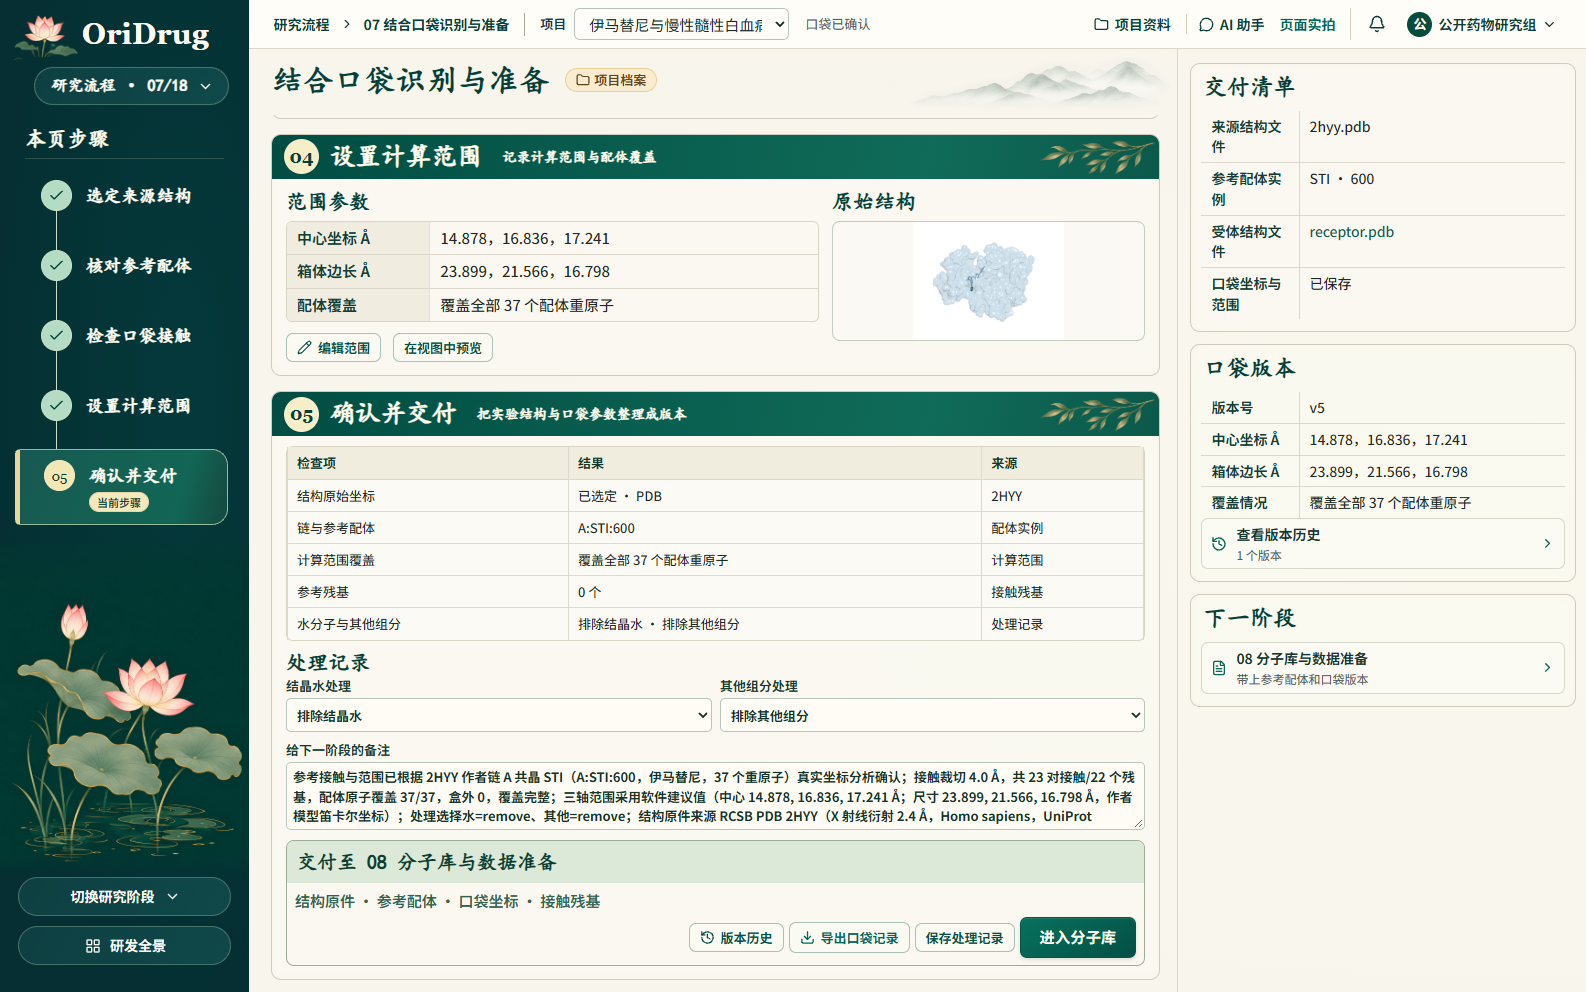 OriDrug
研究流程 • 07/18
本页步骤
选定来源结构
核对参考配体
检查口袋接触
设置计算范围
05 确认并交付
当前步骤
切换研究阶段
研发全景
研究流程 > 07 结合口袋识别与准备
项目 伊马替尼与慢性髓性白血病
口袋已确认
项目资料
AI 助手
页面实拍
公 公开药物研究组
结合口袋识别与准备
项目档案
04 设置计算范围 记录计算范围与配体覆盖
范围参数
中心坐标 Å 14.878，16.836，17.241
箱体边长 Å 23.899，21.566，16.798
配体覆盖 覆盖全部 37 个配体重原子
编辑范围 在视图中预览
原始结构
05 确认并交付 把实验结构与口袋参数整理成版本
检查项 结果 来源
结构原始坐标 已选定 · PDB 2HYY
链与参考配体 A:STI:600 配体实例
计算范围覆盖 覆盖全部 37 个配体重原子 计算范围
参考残基 0 个 接触残基
水分子与其他组分 排除结晶水 · 排除其他组分 处理记录
处理记录
结晶水处理 其他组分处理
排除结晶水 排除其他组分
给下一阶段的备注
参考接触与范围已根据 2HYY 作者链 A 共晶 STI（A:STI:600，伊马替尼，37 个重原子）真实坐标分析确认；接触裁切 4.0 Å，共 23 对接触/22 个残
基，配体原子覆盖 37/37，盒外 0，覆盖完整；三轴范围采用软件建议值（中心 14.878, 16.836, 17.241 Å；尺寸 23.899, 21.566, 16.798 Å，作者
模型笛卡尔坐标）；处理选择水=remove、其他=remove；结构原件来源 RCSB PDB 2HYY（X 射线衍射 2.4 Å，Homo sapiens，UniProt
交付至 08 分子库与数据准备
结构原件 · 参考配体 · 口袋坐标 · 接触残基
版本历史 导出口袋记录 保存处理记录 进入分子库
交付清单
来源结构文
件
2hyy.pdb
参考配体实
例
STI · 600
受体结构文
件
receptor.pdb
口袋坐标与
范围
已保存
口袋版本
版本号 v5
中心坐标 Å 14.878，16.836，17.241
箱体边长 Å 23.899，21.566，16.798
覆盖情况 覆盖全部 37 个配体重原子
查看版本历史
1 个版本
下一阶段
08 分子库与数据准备
带上参考配体和口袋版本